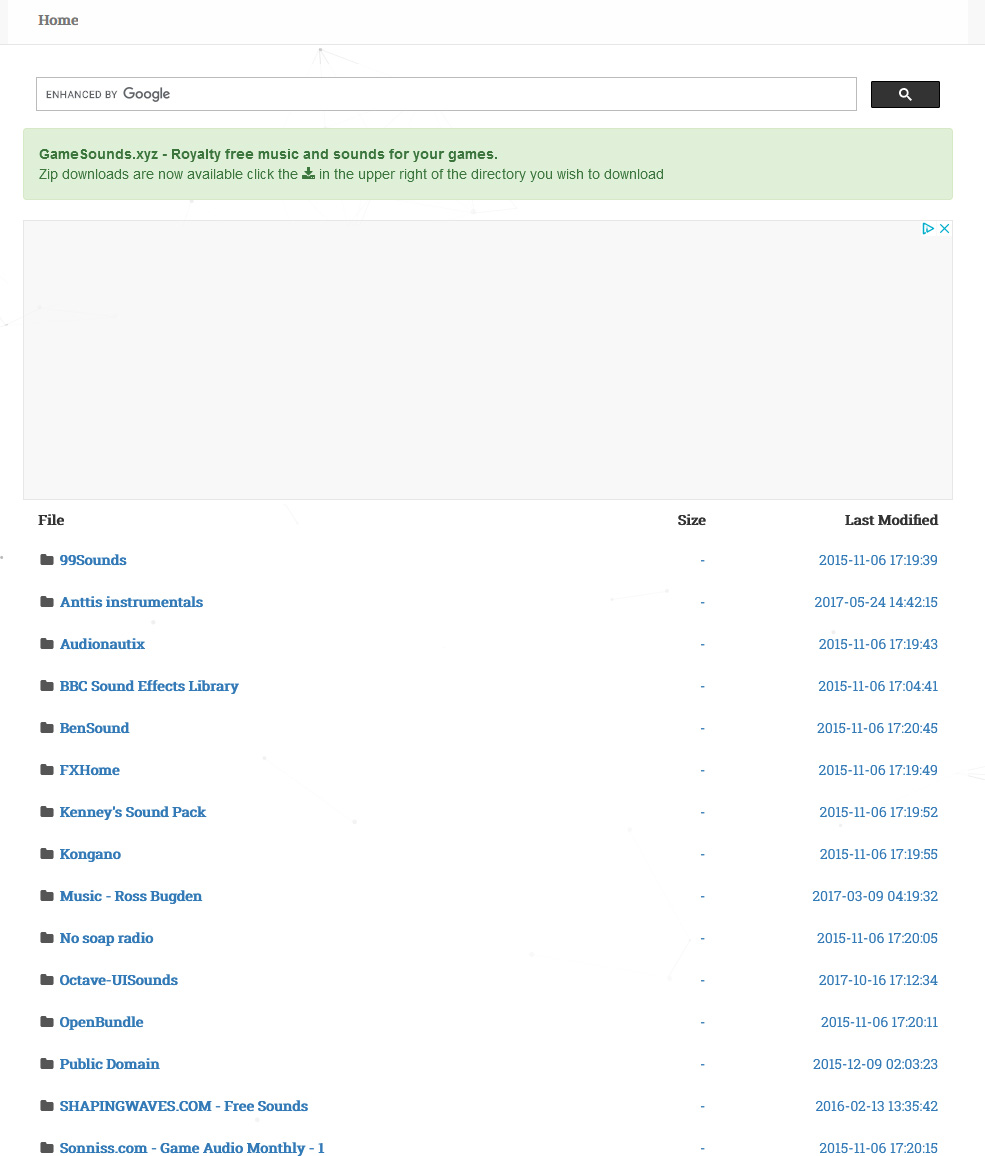 Home
ENHANCED BY Google
GameSounds.xyz - Royalty free music and sounds for your games.
Zip downloads are now available click the in the upper right of the directory you wish to download
File Size Last Modified
99Sounds - 2015-11-06 17:19:39
Anttis instrumentals - 2017-05-24 14:42:15
Audionautix - 2015-11-06 17:19:43
BBC Sound Effects Library - 2015-11-06 17:04:41
BenSound - 2015-11-06 17:20:45
FXHome - 2015-11-06 17:19:49
Kenney's Sound Pack - 2015-11-06 17:19:52
Kongano - 2015-11-06 17:19:55
Music - Ross Bugden - 2017-03-09 04:19:32
No soap radio - 2015-11-06 17:20:05
Octave-UISounds - 2017-10-16 17:12:34
OpenBundle - 2015-11-06 17:20:11
Public Domain - 2015-12-09 02:03:23
SHAPINGWAVES.COM - Free Sounds - 2016-02-13 13:35:42
Sonniss.com - Game Audio Monthly - 1 - 2015-11-06 17:20:15